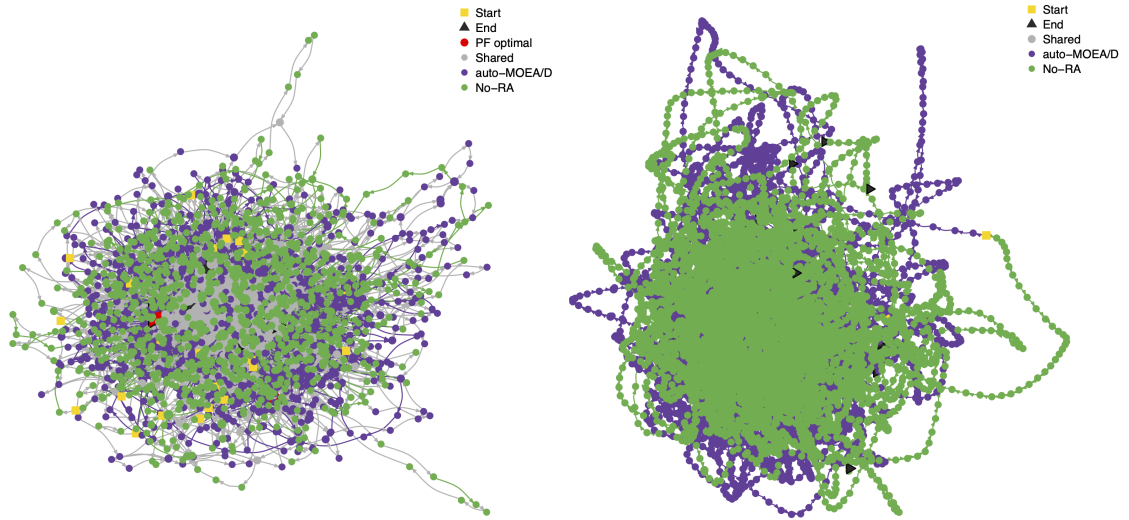 Start
End
PF optimal
Shared
auto−MOEA/D
No−RA
Start
End
Shared
auto−MOEA/D
No−RA